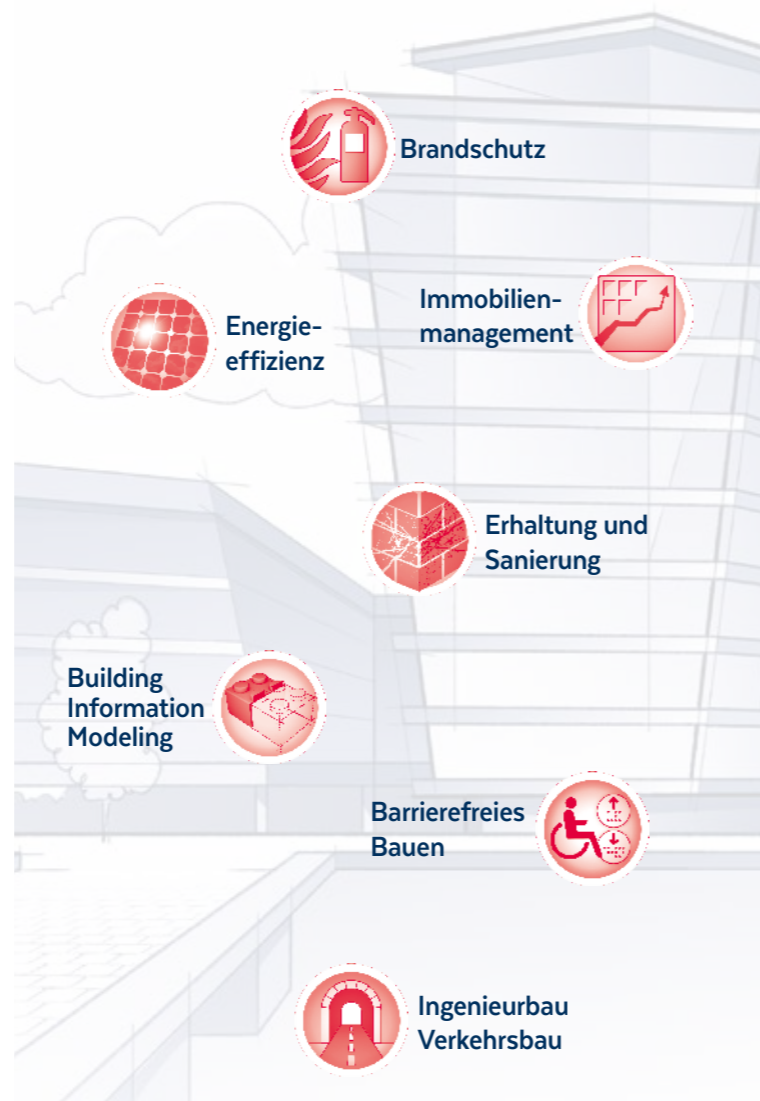 Brandschutz
Immobilien-
management
Energie-
effizienz
Erhaltung und
Sanierung
Building
Information
Modeling
Barrierefreies
Bauen
Ingenieurbau
Verkehrsbau